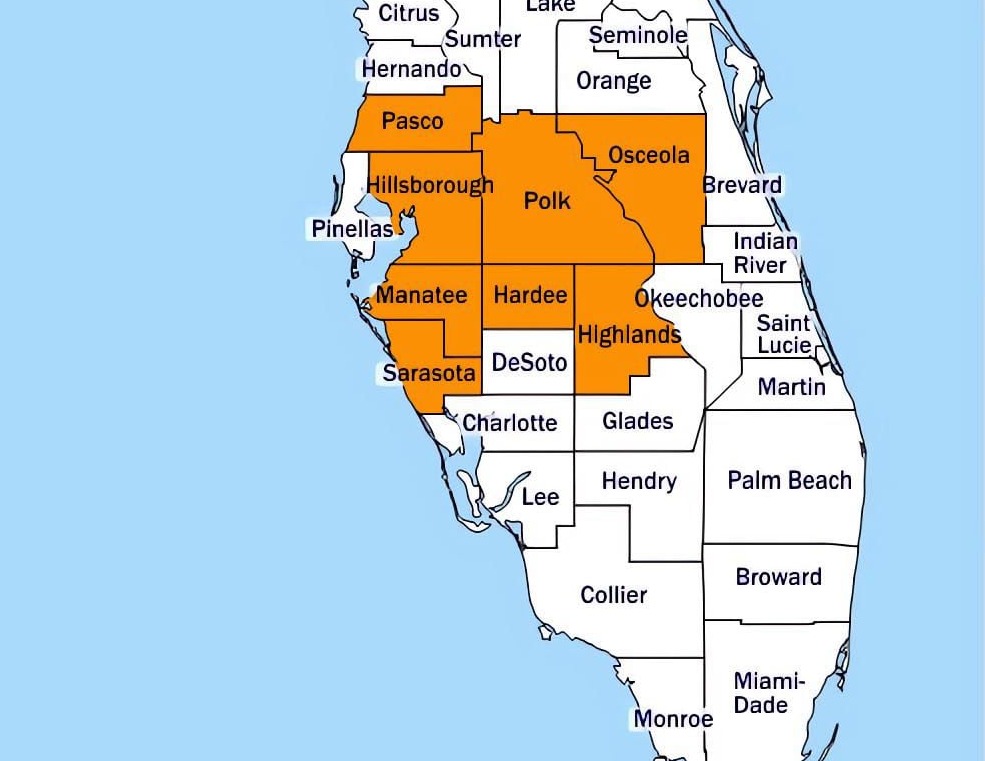 Lake
Citrus
Seminole
Sumter
Hernando
Orange
Pasco
Osceola
Hillsborough
Brevard
Polk
Pinellas
Indian
River
Manatee
Hardee
Okeechobee
Saint
Lucie
Highlands
DeSoto
Sarasota
Martin
Charlotte
Glades
Hendry
Palm Beach
Lee
Broward
Collier
Miami-
Dade
Monroe